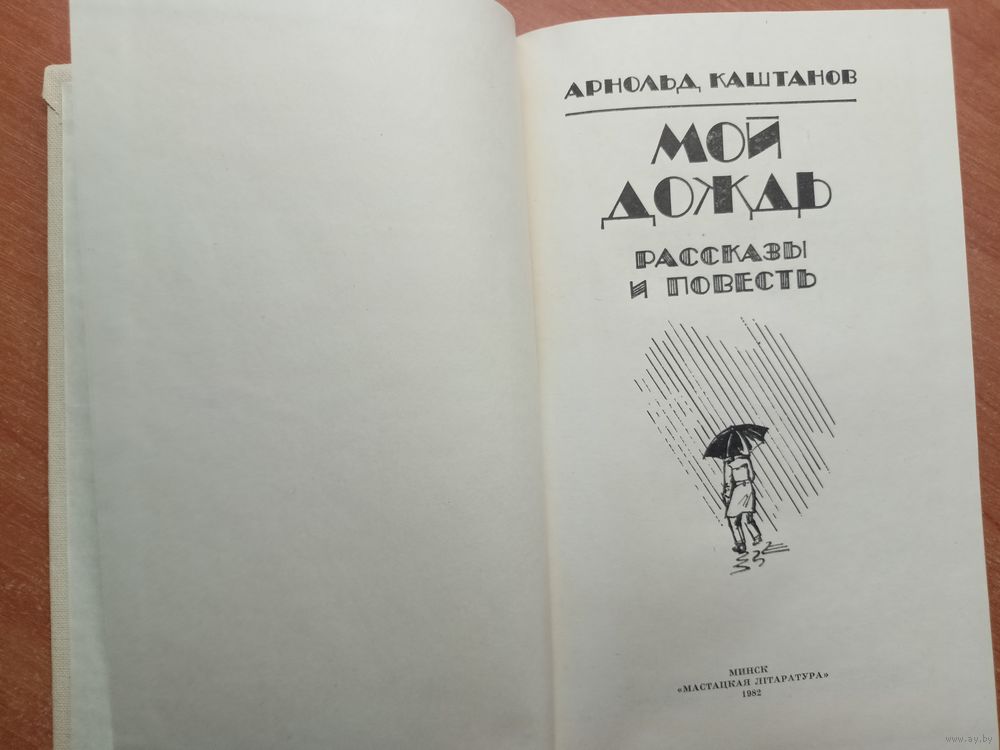 АРНОЛЬД КАШТАНОВ
МОЙ
ДОЖДЬ
РАССКАЗЫ
И ПОВЕСТЬ
МИНСК
«МАСТАЦКАЯ ЛІТАРАТУРА»
1982
www.ay.by